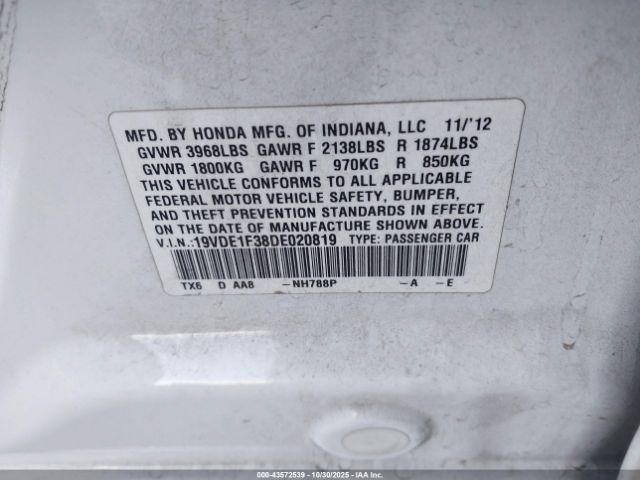 MFD. BY HONDA MFG. OF INDIANA, LLC 11/'12
GVWR 3968LBS GAWR F 2138LBS R 1874LBS
GVWR 1800KG GAWR F 970KG R 850KG
THIS VEHICLE CONFORMS TO ALL APPLICABLE
FEDERAL MOTOR VEHICLE SAFETY, BUMPER,
AND THEFT PREVENTION STANDARDS IN EFFECT
ON THE DATE OF MANUFACTURE SHOWN ABOVE.
V.I.N.:19VDE1F38DE020819 TYPE: PASSENGER CAR
TX6 D AA8 -NH788P -A -E
000-43572539 - 10/30/2025 - IAA Inc.